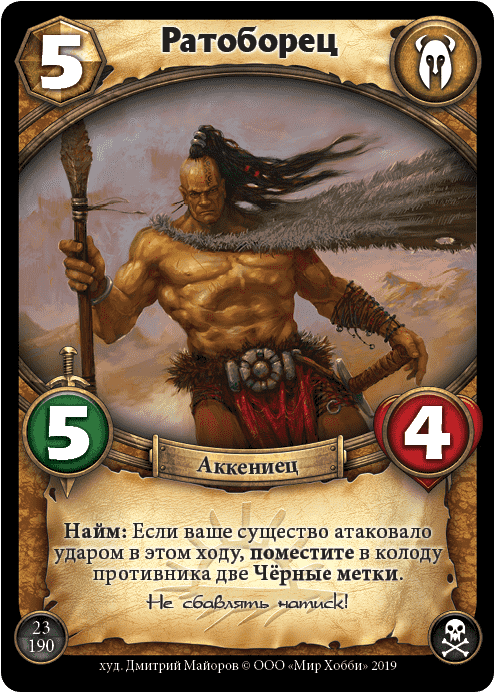 5
Ратоборец
5
4
Аккениец
Найм: Если ваше существо атаковало
ударом в этом ходу, поместите в колоду
противника две Чёрные метки.
Не сбавлять натиск!
23
190
худ. Дмитрий Майоров © ООО «Мир Хобби» 2019